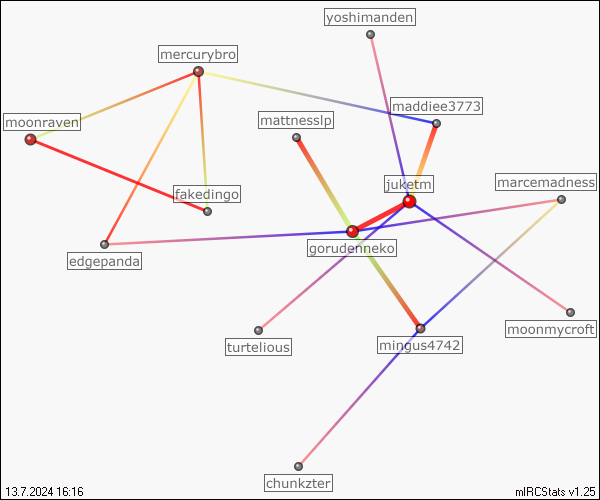 yoshimanden
mercurybro
maddiee3773
mattnesslp
moonraven
juketm
marcemadness
fakedingo
gorudenneko
edgepanda
moonmycroft
turtelious
mingus4742
chunkzter
13.7.2024 16:16
mIRCStats v1.25